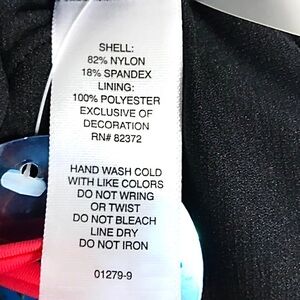 SHELL:
82% NYLON
18% SPANDEX
LINING:
100% POLYESTER
EXCLUSIVE OF
DECORATION
RN# 82372
HAND WASH COLD
WITH LIKE COLORS
DO NOT WRING
OR TWIST
DO NOT BLEACH
LINE DRY
DO NOT IRON
01279-9